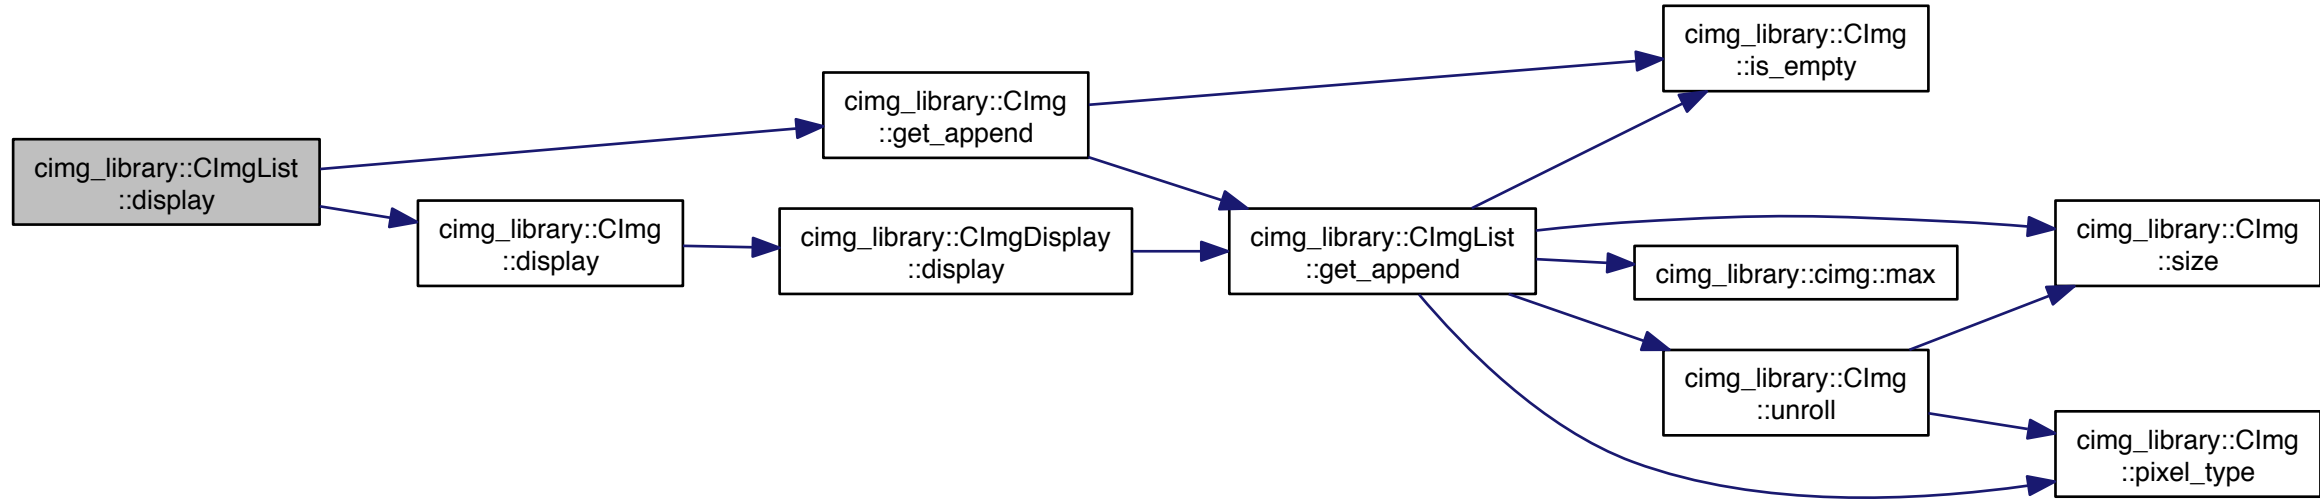 cimg_library::CImgList
::display
cimg_library::CImg
::get_append
cimg_library::CImg
::display
cimg_library::CImgDisplay
::display
cimg_library::CImgList
::get_append
cimg_library::CImg
::is_empty
cimg_library::CImg
::size
cimg_library::cimg::max
cimg_library::CImg
::unroll
cimg_library::CImg
::pixel_type